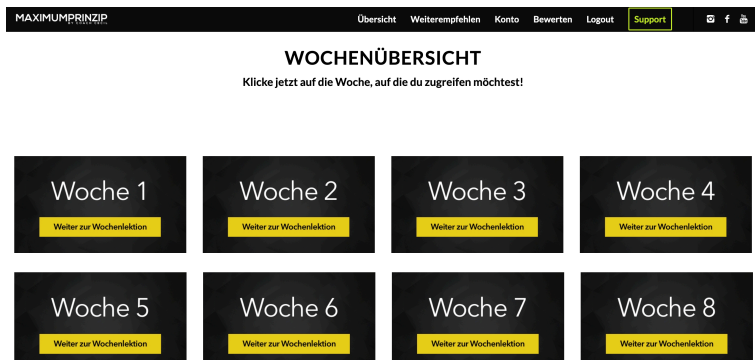 MAXIMUMPRINZIP
BY COACH CECIL
Übersicht Weiterempfehlen Konto Bewerten Logout Support
WOCHENÜBERSICHT
Klicke jetzt auf die Woche, auf die du zugreifen möchtest!
Woche 1 Woche 2 Woche 3 Woche 4
Weiter zur Wochenlektion Weiter zur Wochenlektion Weiter zur Wochenlektion Weiter zur Wochenlektion
Woche 5 Woche 6 Woche 7 Woche 8
Weiter zur Wochenlektion Weiter zur Wochenlektion Weiter zur Wochenlektion Weiter zur Wochenlektion